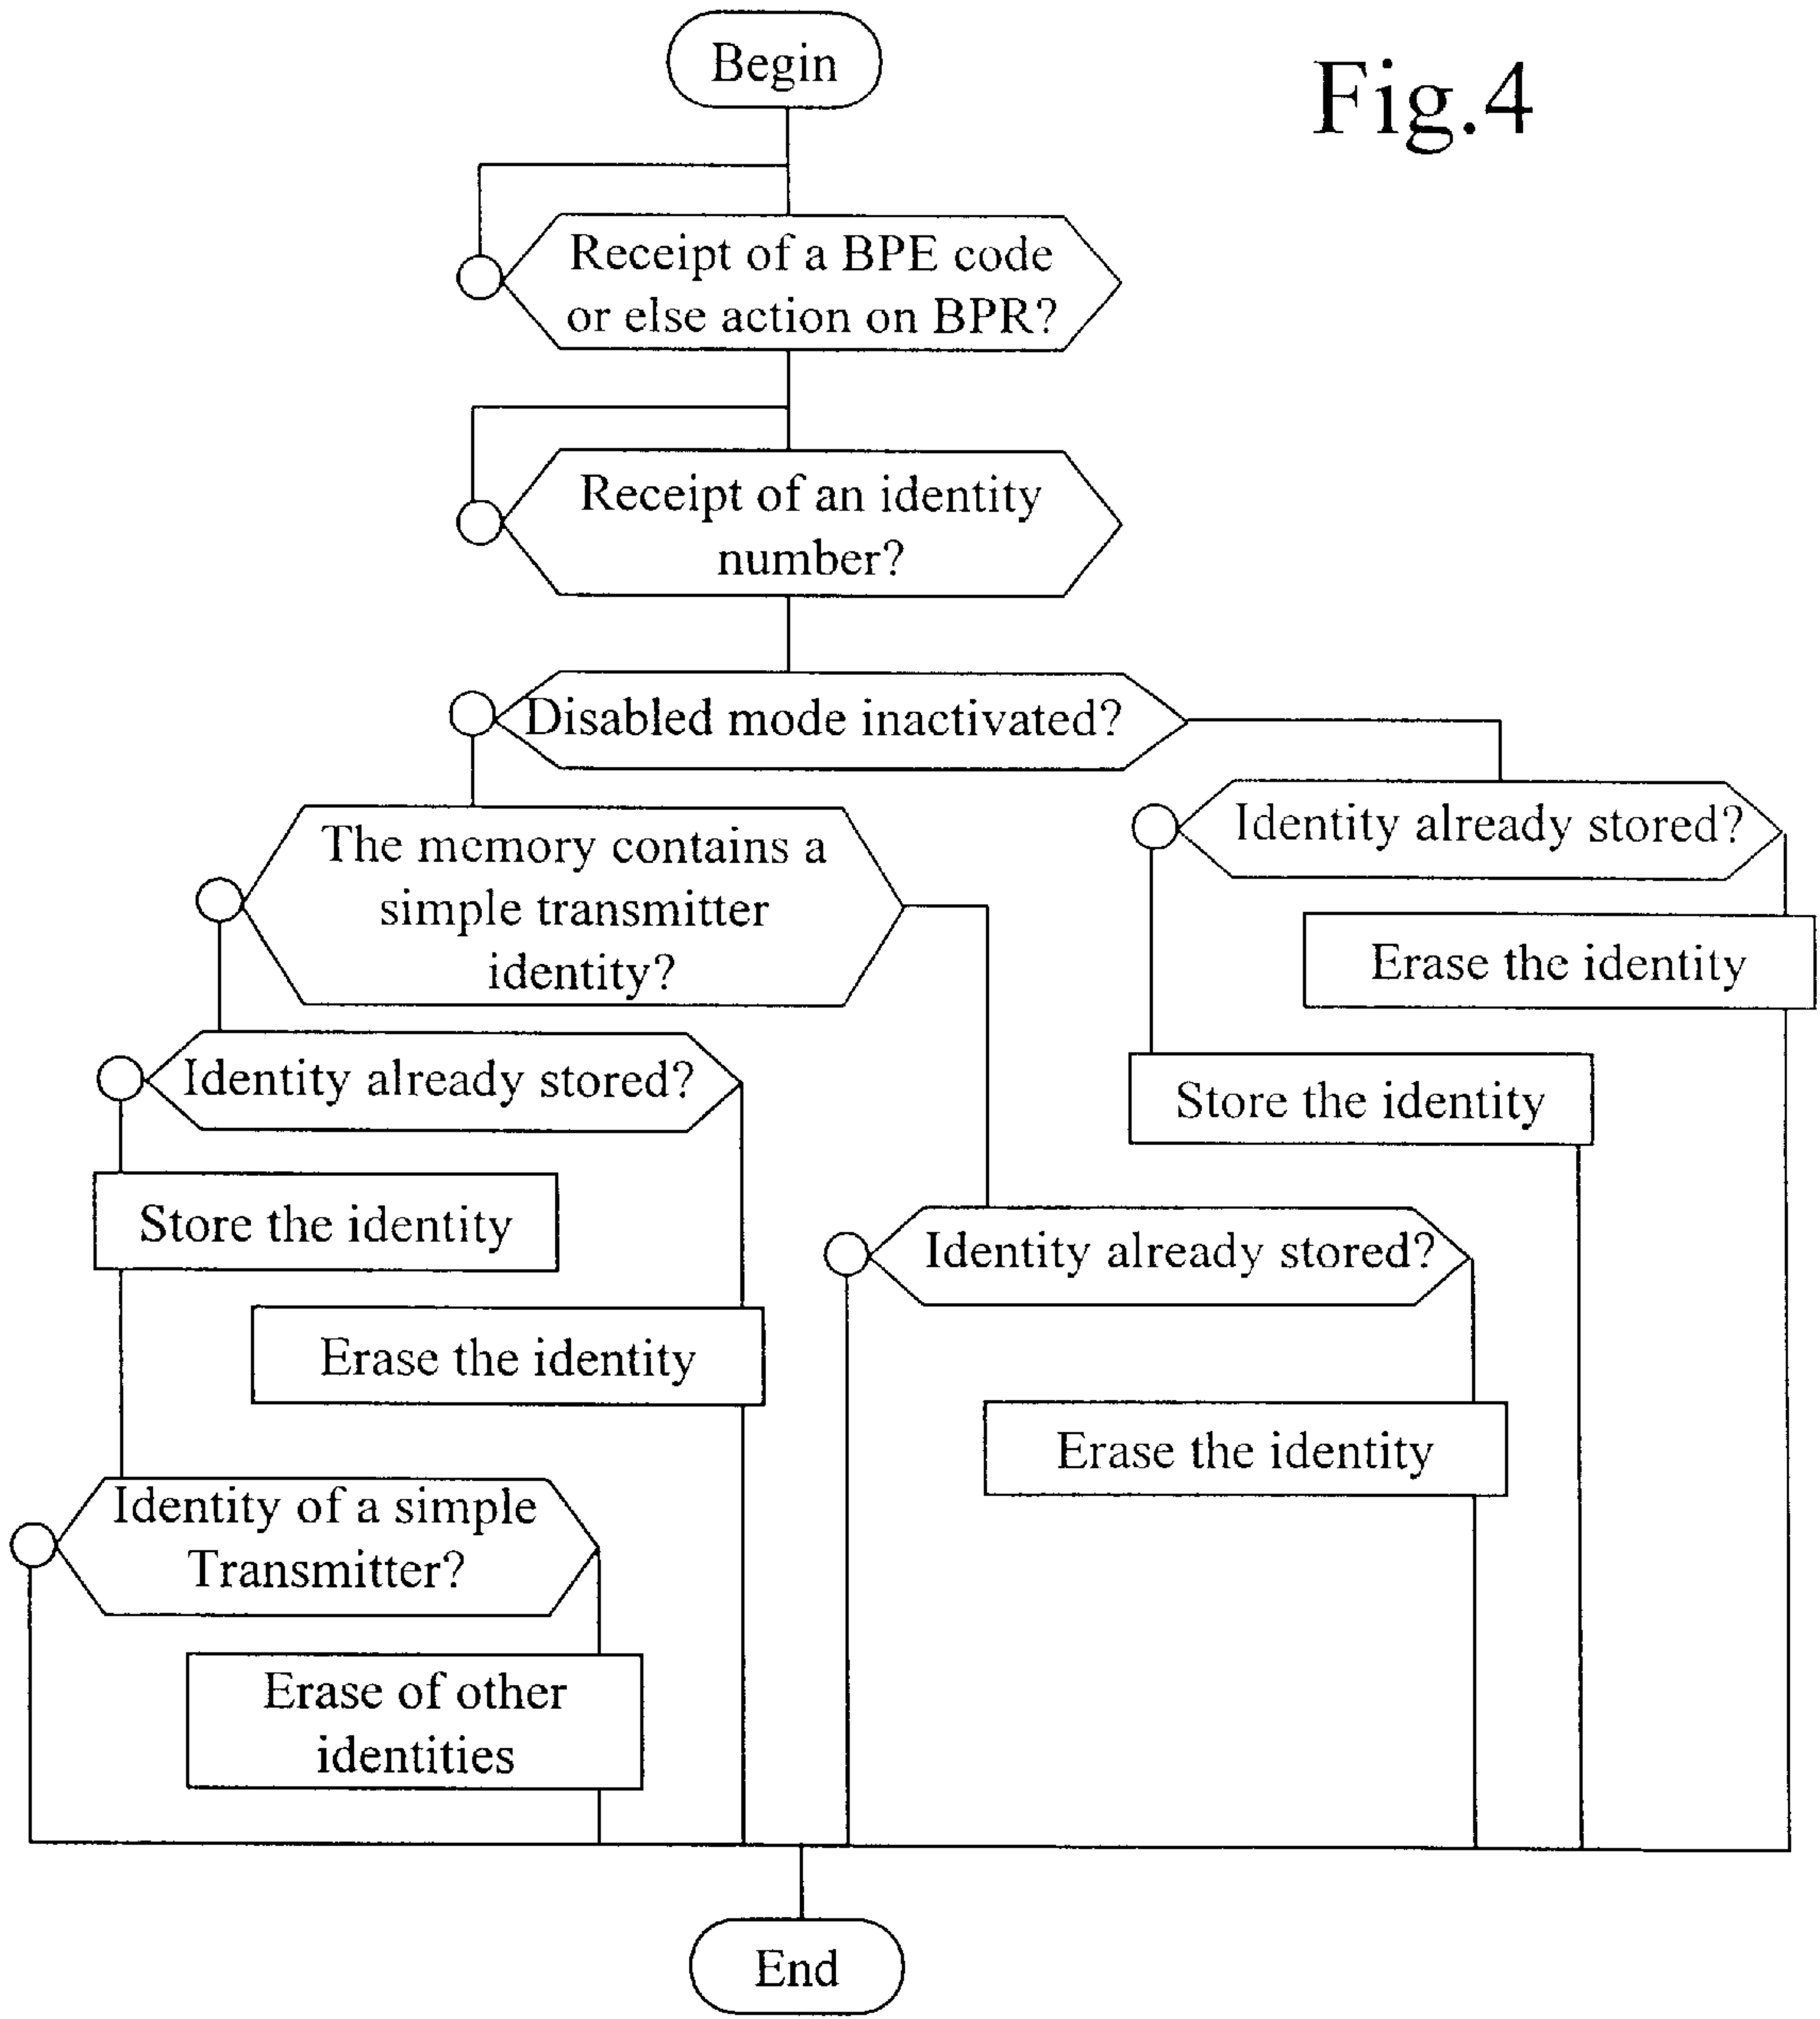 Begin
Fig.4
Receipt of a BPE code
or else action on BPR?
Receipt of an identity
number?
Disabled mode inactivated?
Identity already stored?
The memory contains a
simple transmitter
identity?
Erase the identity
Identity already stored?
Store the identity
Store the identity
Identity already stored?
Erase the identity
Erase the identity
Identity of a simple
Transmitter?
Erase of other
identities
End